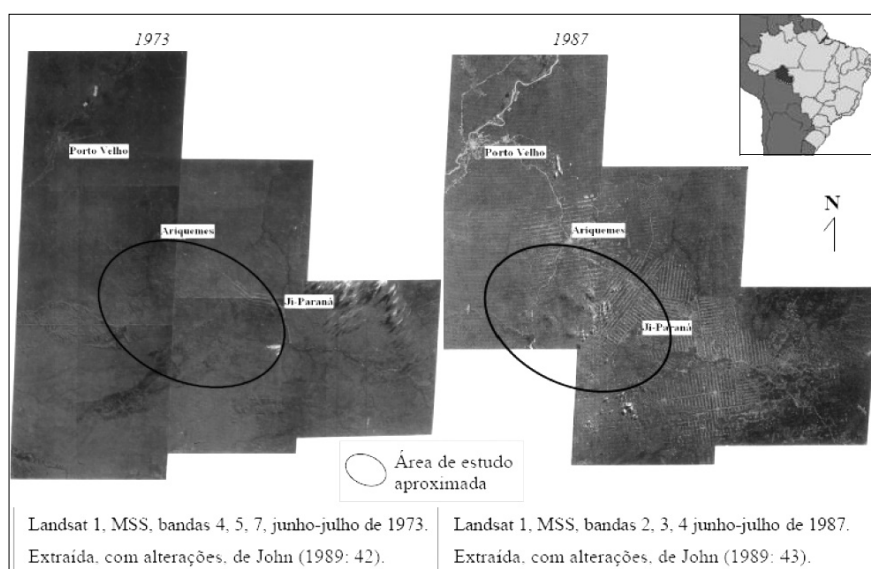 1973
1987
Porto Velho
Porto Velho
N
Ariquemes
Ariquemes
Ji-Paraná
Ji-Paraná
Área de estudo
aproximada
Landsat 1, MSS, bandas 4, 5, 7, junho-julho de 1973.
Extraída, com alterações, de John (1989: 42).
Landsat 1, MSS, bandas 2, 3, 4 junho-julho de 1987.
Extraída, com alterações, de John (1989: 43).